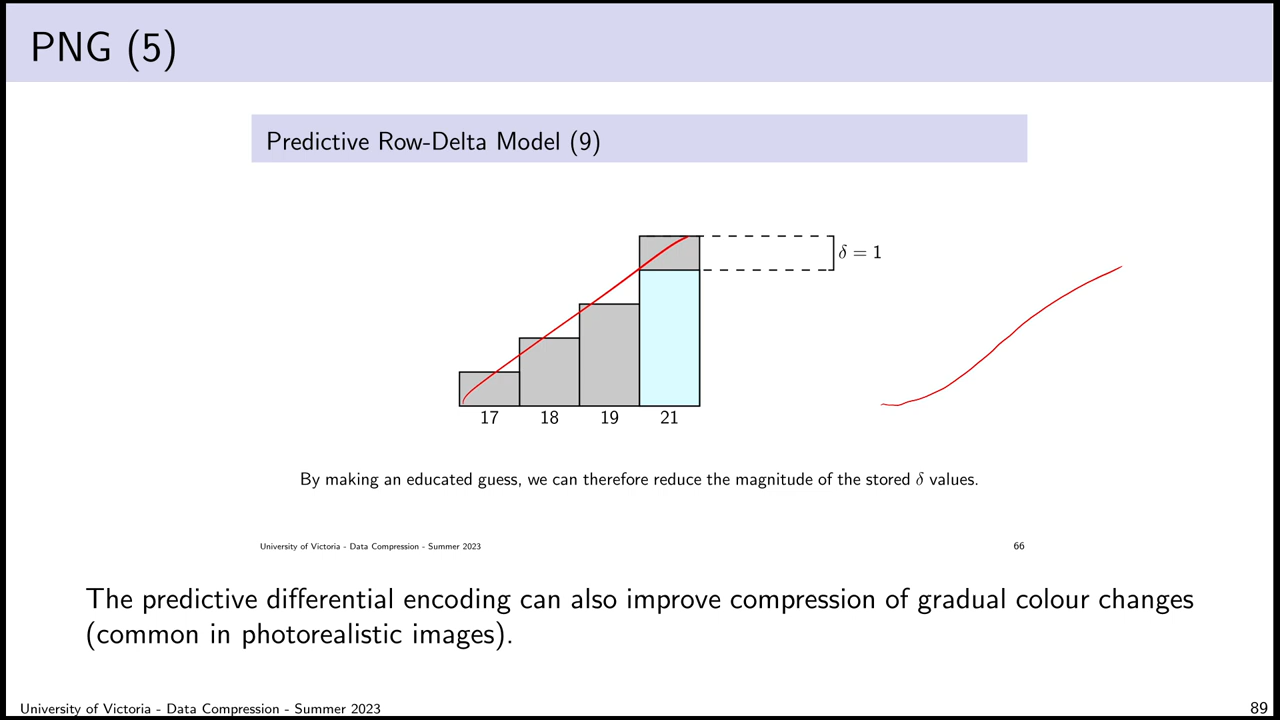 PNG (5)
Predictive Row-Delta Model (9)
δ = 1
17 18 19 21
By making an educated guess, we can therefore reduce the magnitude of the stored δ values.
University of Victoria - Data Compression - Summer 2023 66
The predictive differential encoding can also improve compression of gradual colour changes
(common in photorealistic images).
University of Victoria - Data Compression - Summer 2023 89